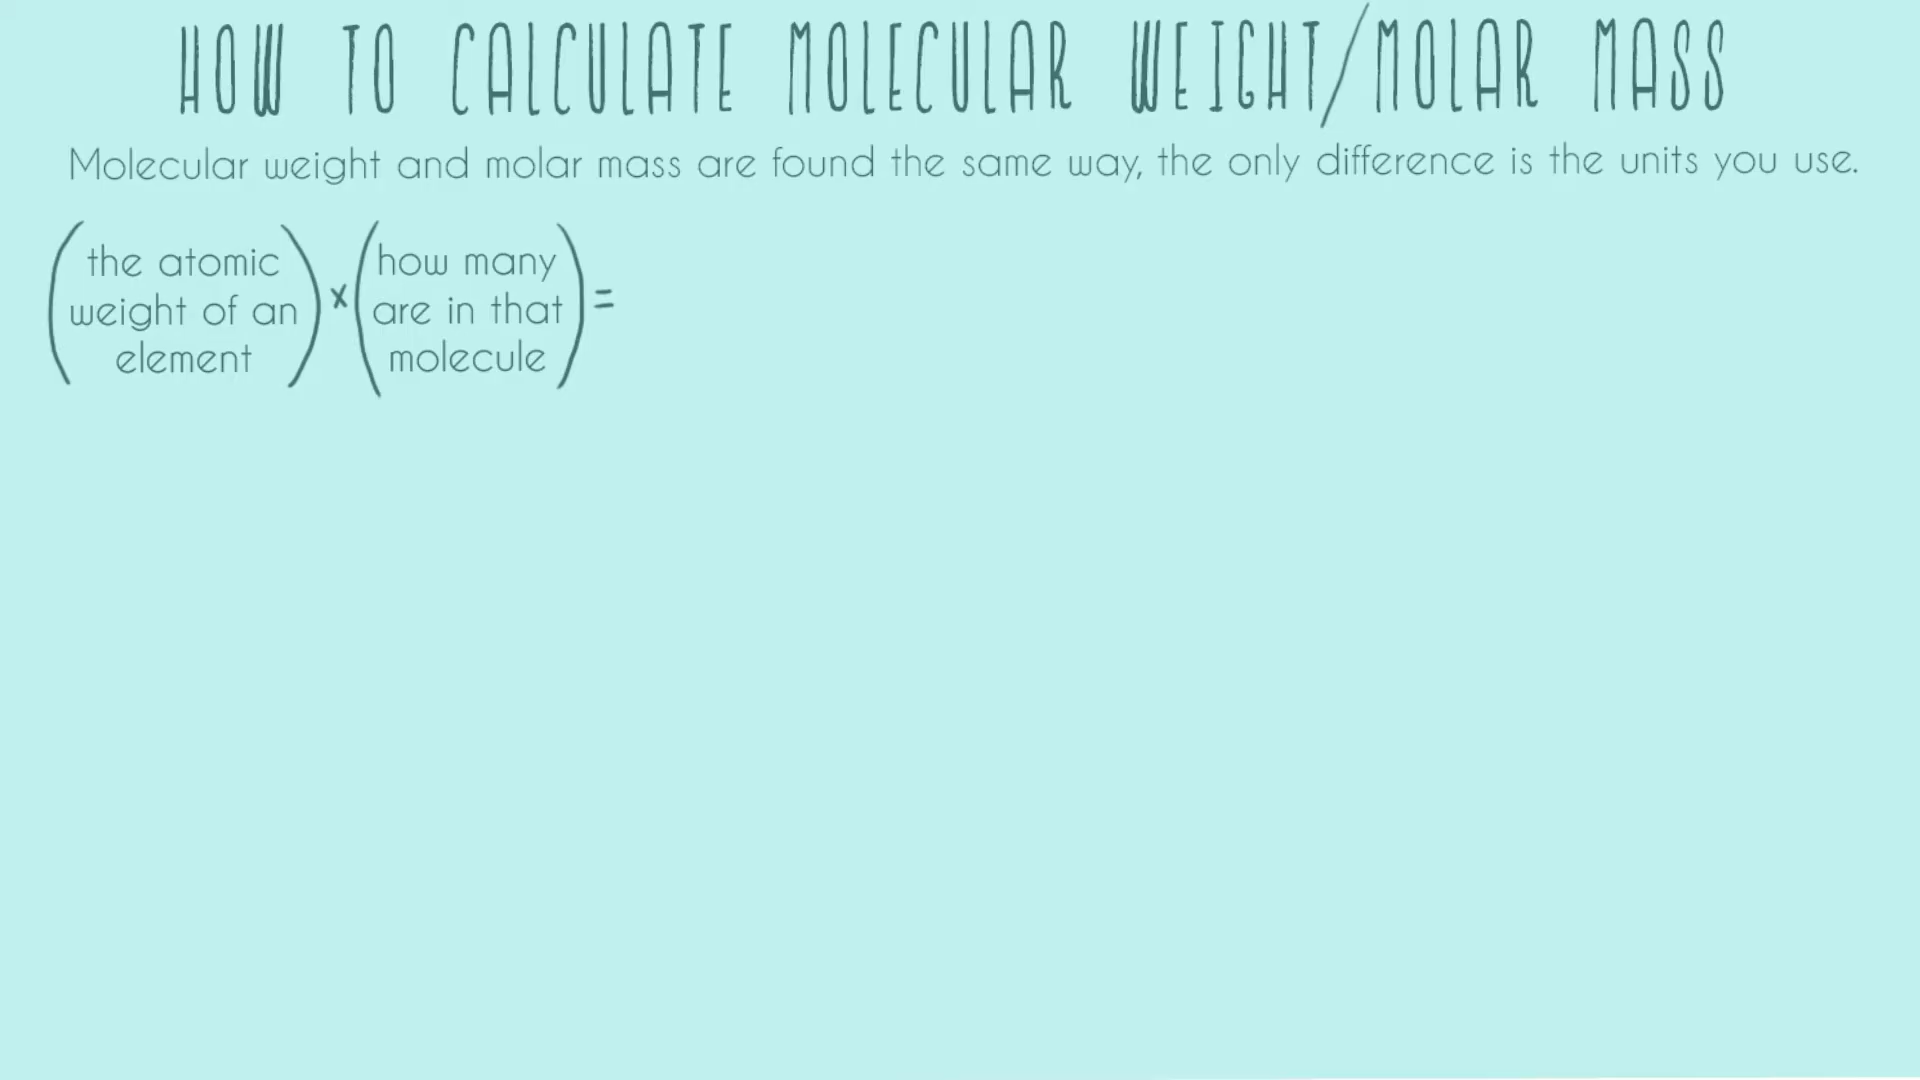 HOW TO CALCULATE MOLECULAR WEIGHT/MOLAR MASS
Molecular weight and molar mass are found the same way, the only difference is the units you use.
(the atomic weight of an element) x (how many are in that molecule) =